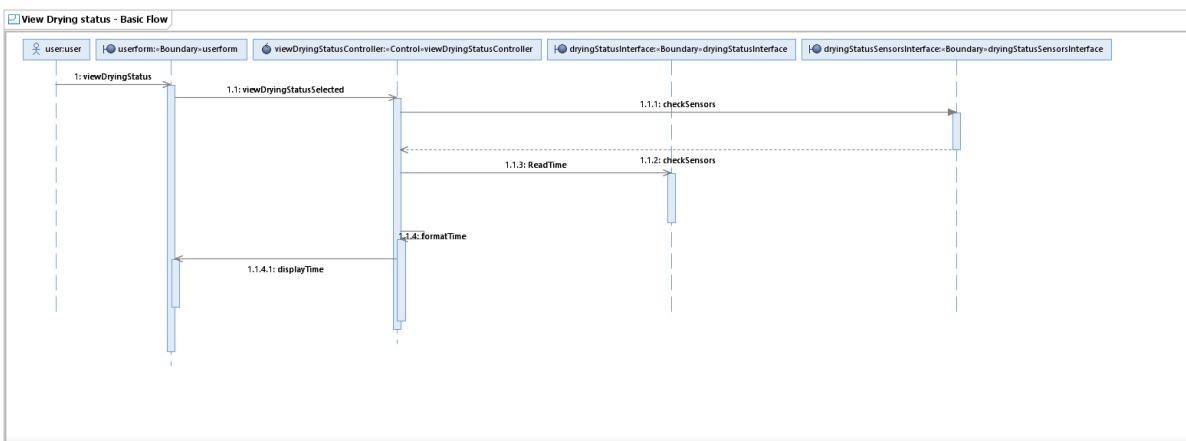 View Drying status - Basic Flow
user:user
userform:«Boundary»userform
viewDryingStatusController:«Control»viewDryingStatusController
dryingStatusInterface:«Boundary»dryingStatusInterface
dryingStatusSensorsInterface:«Boundary»dryingStatusSensorsInterface
1: viewDryingStatus
1.1: viewDryingStatusSelected
1.1.1: checkSensors
1.1.2: checkSensors
1.1.3: ReadTime
1.1.4: formatTime
1.1.4.1: displayTime